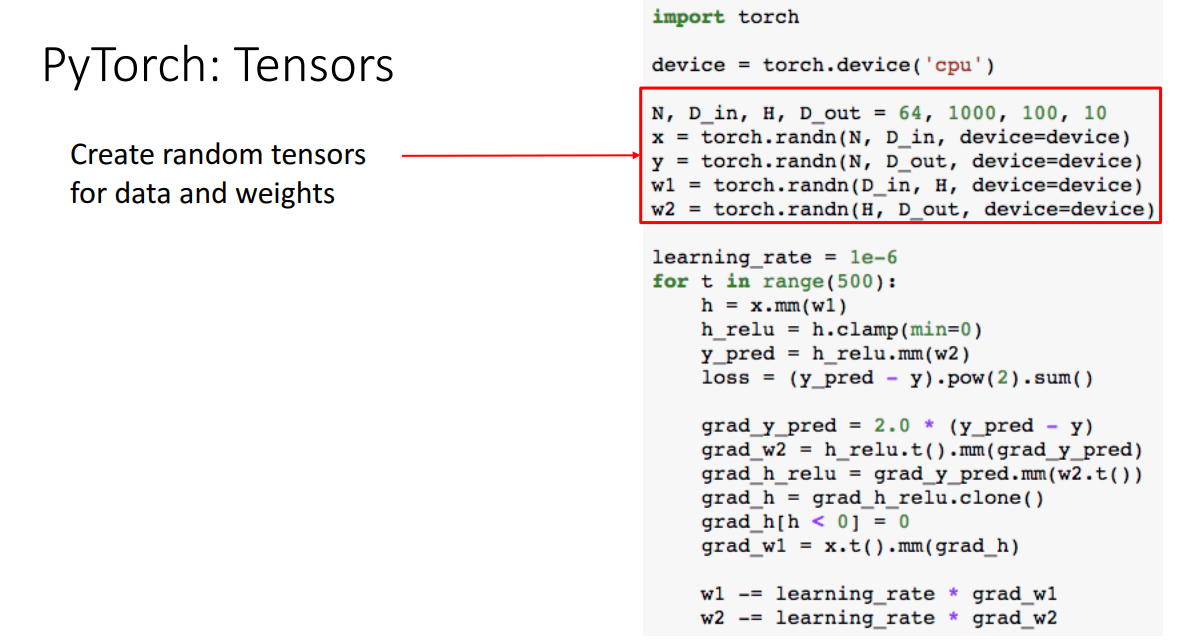 PyTorch: Tensors
Create random tensors
for data and weights
import torch
device = torch.device('cpu')
N, D_in, H, D_out = 64, 1000, 100, 10
x = torch.randn(N, D_in, device=device)
y = torch.randn(N, D_out, device=device)
w1 = torch.randn(D_in, H, device=device)
w2 = torch.randn(H, D_out, device=device)
learning_rate = 1e-6
for t in range(500):
    h = x.mm(w1)
    h_relu = h.clamp(min=0)
    y_pred = h_relu.mm(w2)
    loss = (y_pred - y).pow(2).sum()
    grad_y_pred = 2.0 * (y_pred - y)
    grad_w2 = h_relu.t().mm(grad_y_pred)
    grad_h_relu = grad_y_pred.mm(w2.t())
    grad_h = grad_h_relu.clone()
    grad_h[h < 0] = 0
    grad_w1 = x.t().mm(grad_h)
    w1 -= learning_rate * grad_w1
    w2 -= learning_rate * grad_w2